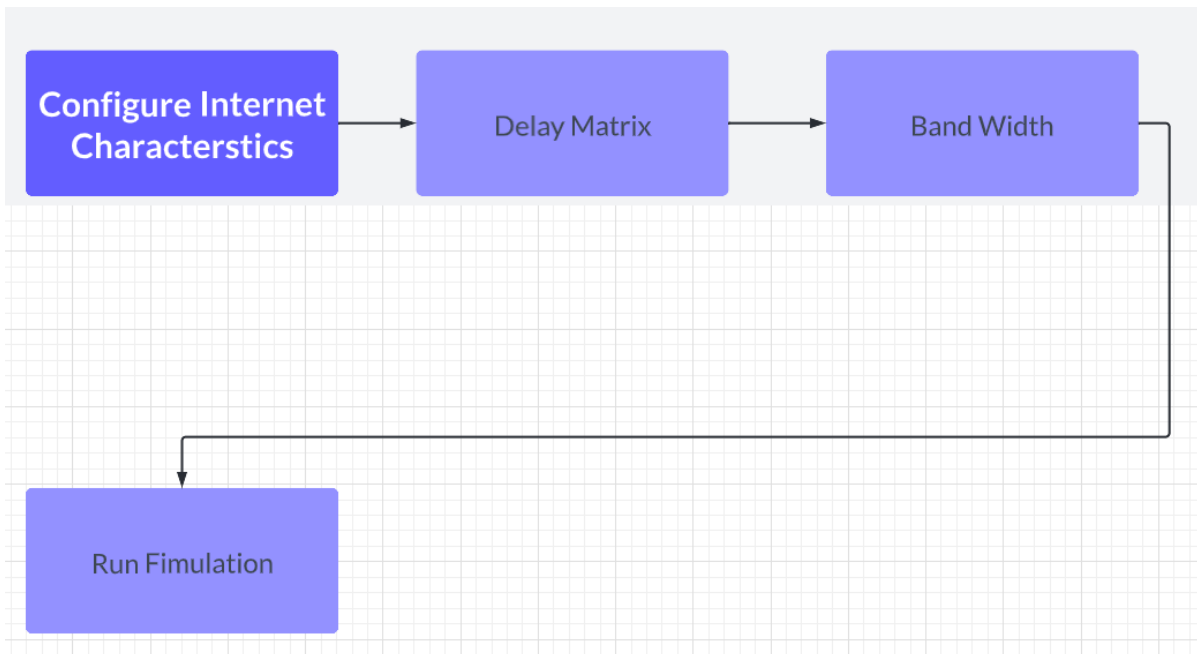 Configure Internet
Characterstics
Delay Matrix
Band Width
Run Fimulation